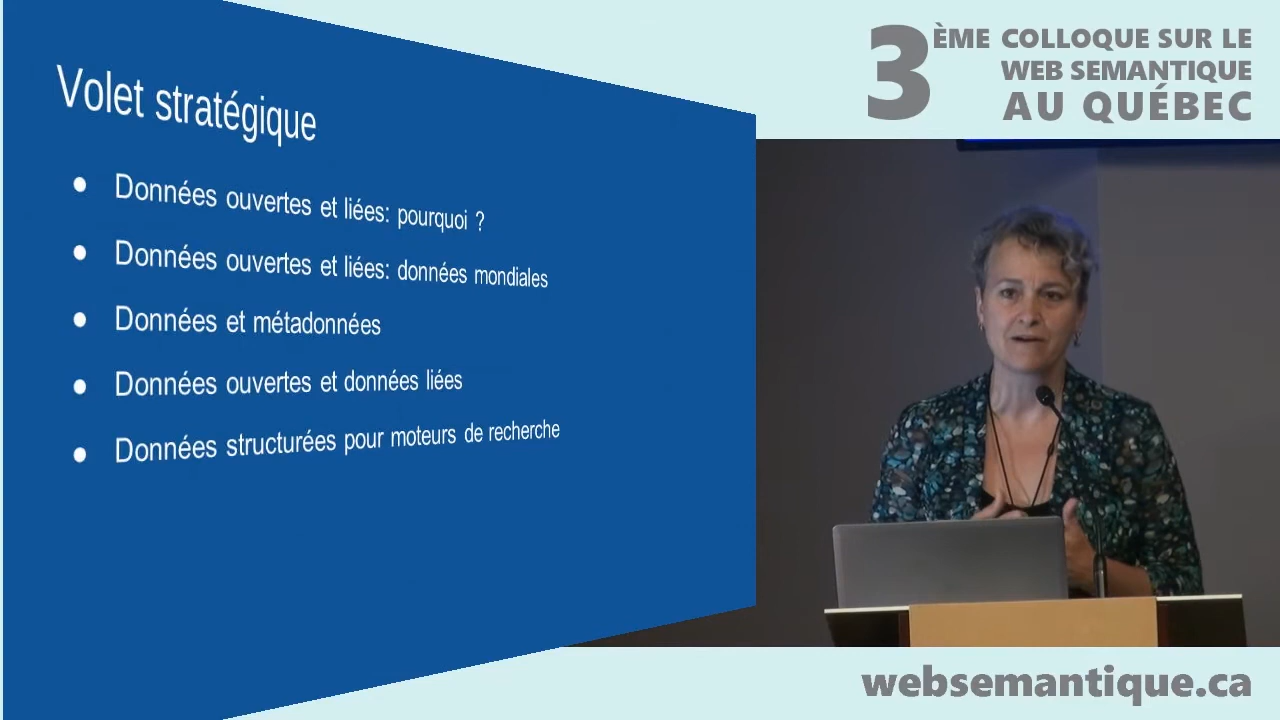 Volet stratégique
Données ouvertes et liées: pourquoi ?
Données ouvertes et liées: données mondiales
Données et métadonnées
Données ouvertes et données liées
Données structurées pour moteurs de recherche
3ÈME COLLOQUE SUR LE
WEB SEMANTIQUE
AU QUÉBEC
websemantique.ca